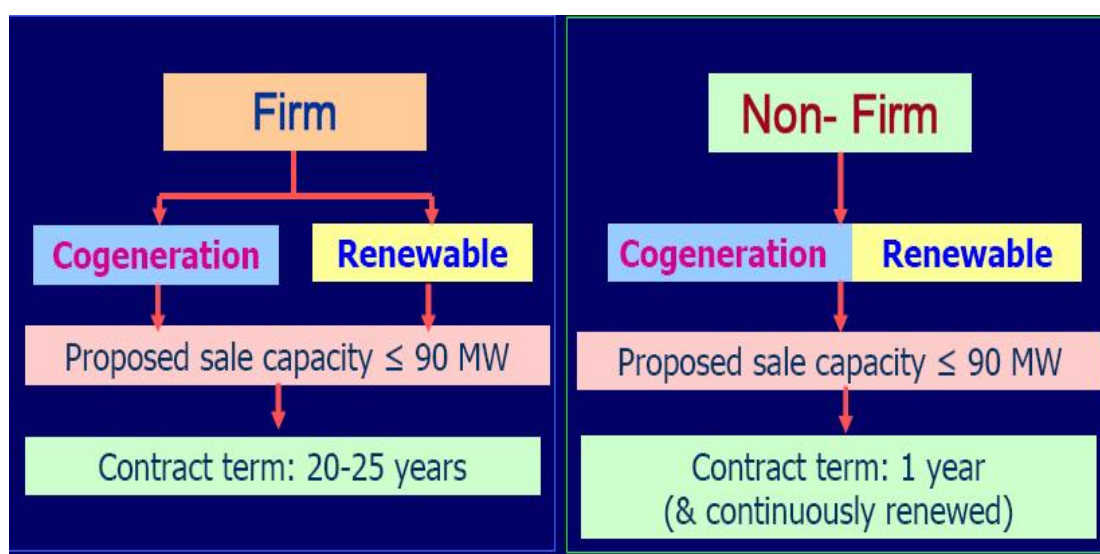 Firm
Cogeneration
Renewable
Proposed sale capacity ≤ 90 MW
Contract term: 20-25 years
Non- Firm
Cogeneration
Renewable
Proposed sale capacity ≤ 90 MW
Contract term: 1 year
(& continuously renewed)